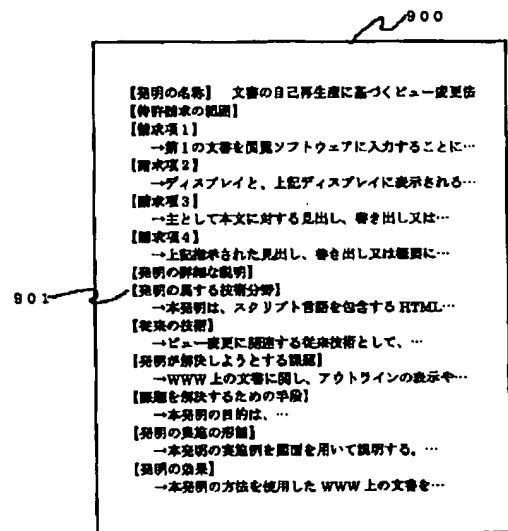 900
【発明の名称】 文書の自己再生産に基づくビュー変更法
【特許請求の範囲】
【請求項1】
→第1の文書を閲覧ソフトウェアに入力することに…
【請求項2】
→ディスプレイと、上記ディスプレイに表示される…
【請求項3】
→主として本文に対する見出し、書き出し又は…
【請求項4】
→上記指示された見出し、書き出し又は概要に…
【発明の詳細な説明】
901
【発明の属する技術分野】
→本発明は、スクリプト言語を包含する HTML…
【従来の技術】
→ビュー変更に関連する従来技術として、…
【発明が解決しようとする課題】
→WWW 上の文書に関し、アウトラインの表示や…
【課題を解決するための手段】
→本発明の目的は、…
【発明の実施の形態】
→本発明の実施例を図面を用いて説明する。…
【発明の効果】
→本発明の方法を使用した WWW 上の文書を…